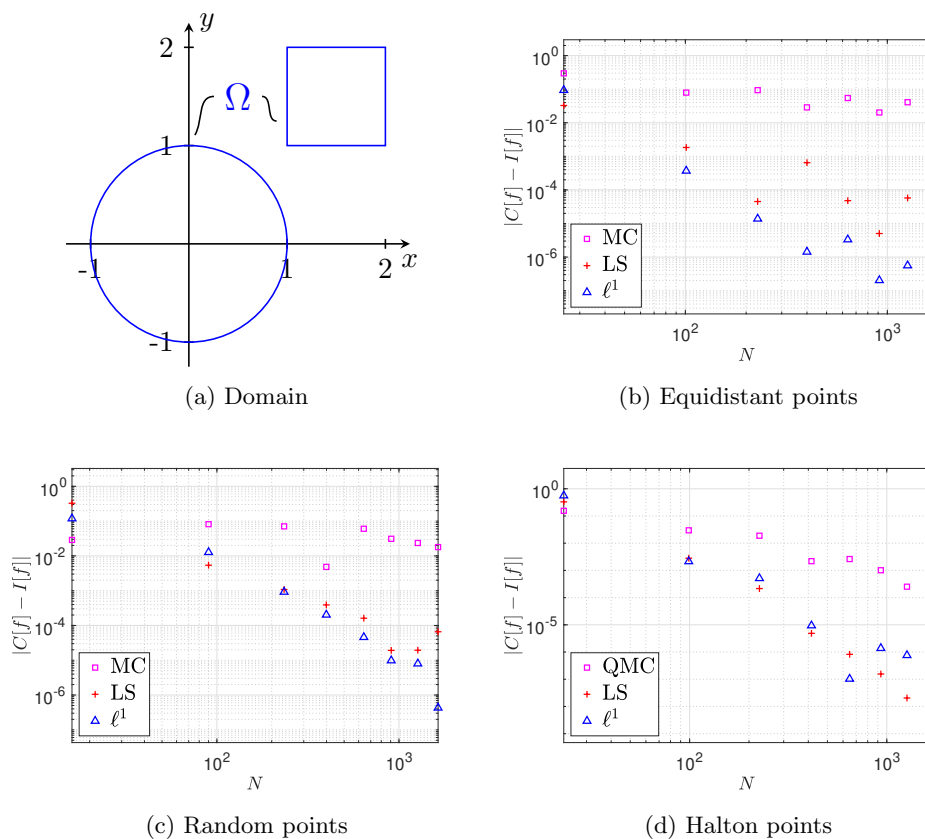 y
2
Ω
1
-1
1
2
x
-1
(a) Domain
|C[f] − I[f]|
10^0
10^-2
10^-4
10^-6
MC
LS
ℓ^1
10^2
10^3
N
(b) Equidistant points
|C[f] − I[f]|
10^0
10^-2
10^-4
10^-6
MC
LS
ℓ^1
10^2
10^3
N
(c) Random points
|C[f] − I[f]|
10^0
10^-5
QMC
LS
ℓ^1
10^2
10^3
N
(d) Halton points